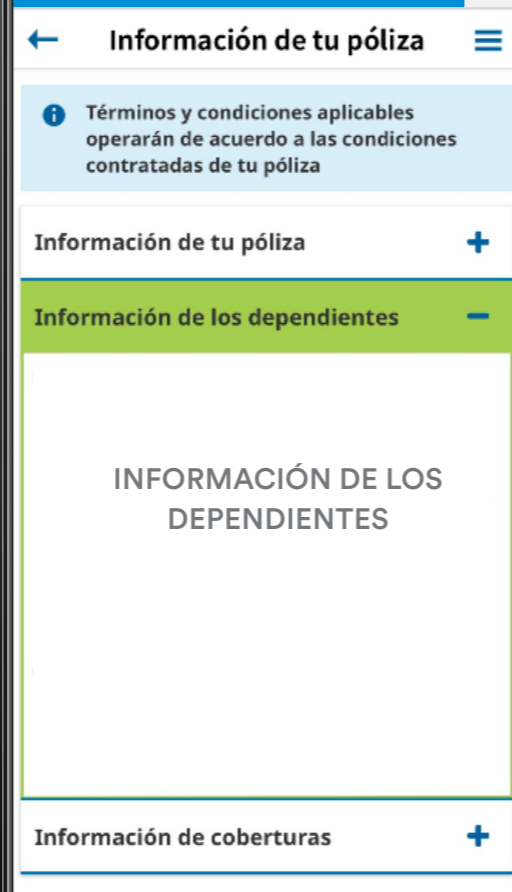 Información de tu póliza
Términos y condiciones aplicables
operarán de acuerdo a las condiciones
contratadas de tu póliza
Información de tu póliza
Información de los dependientes
INFORMACIÓN DE LOS
DEPENDIENTES
Información de coberturas